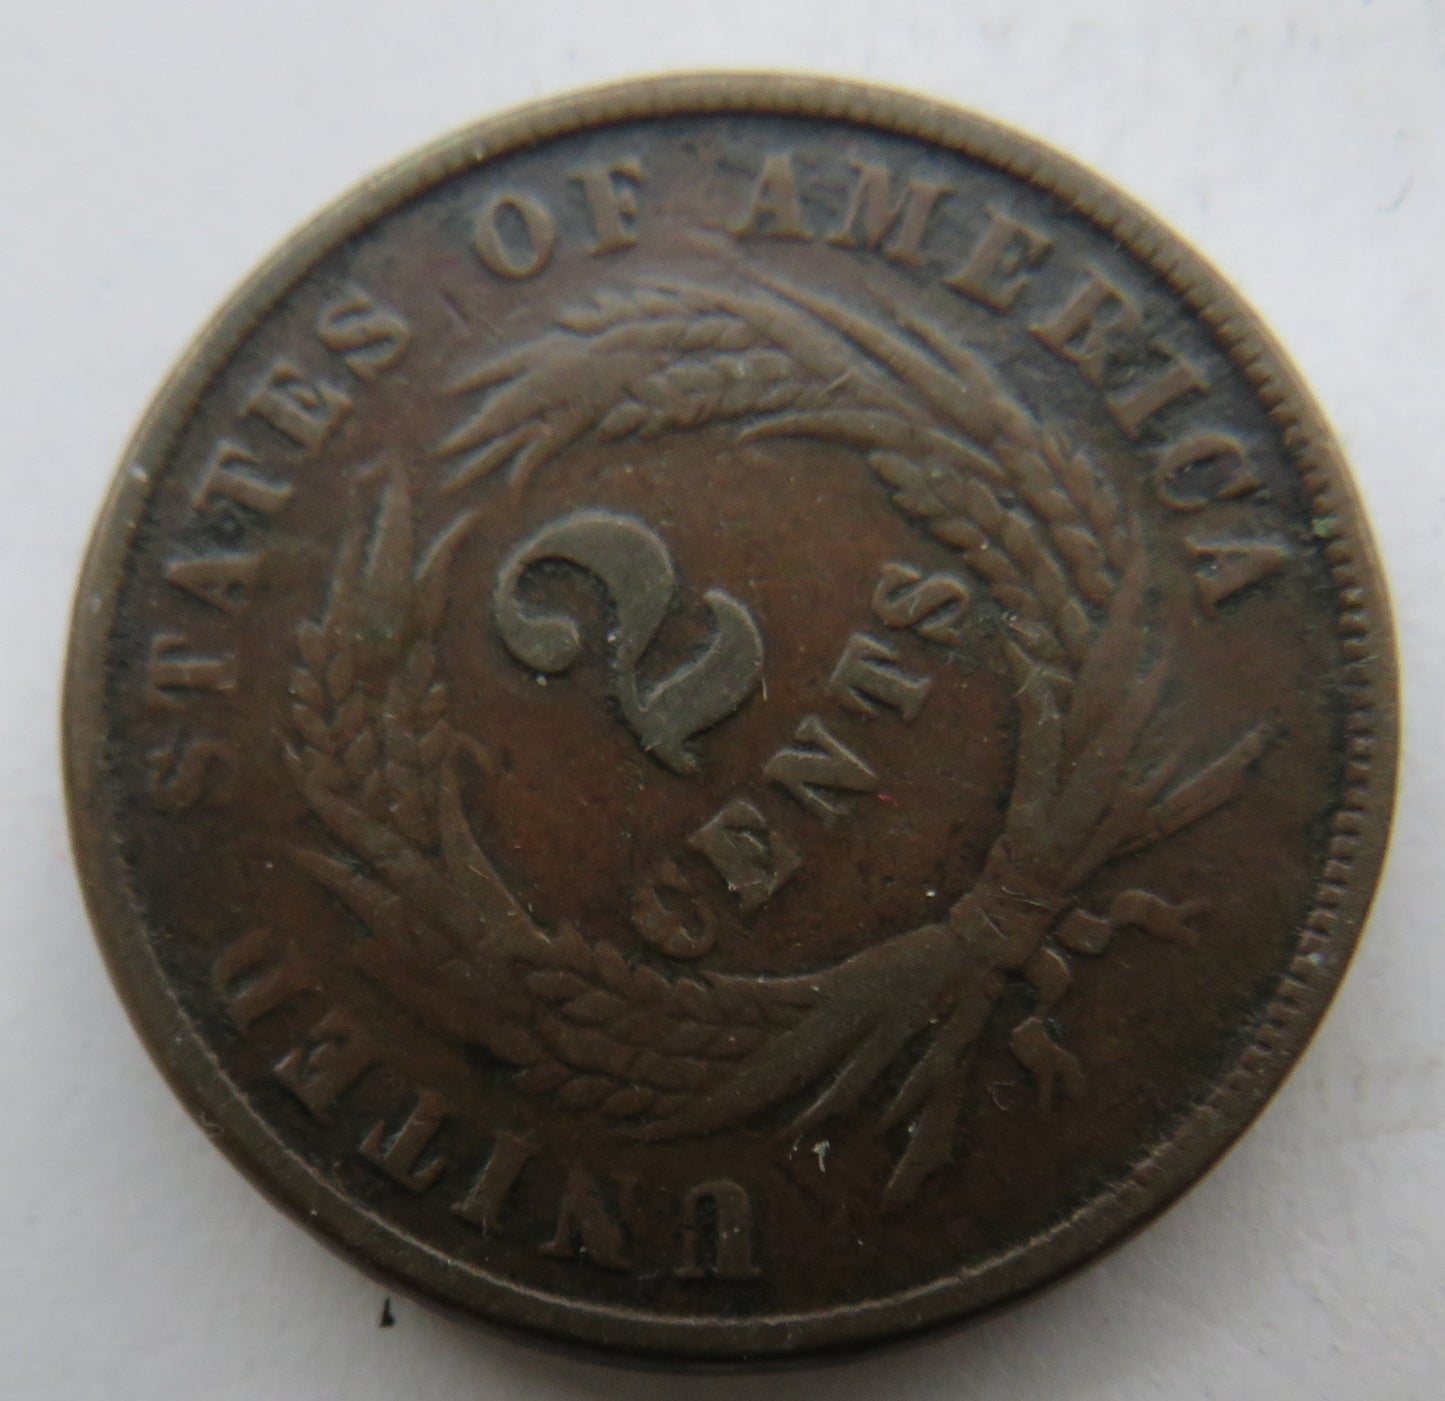 UNITED STATES OF AMERICA
2
CENTS